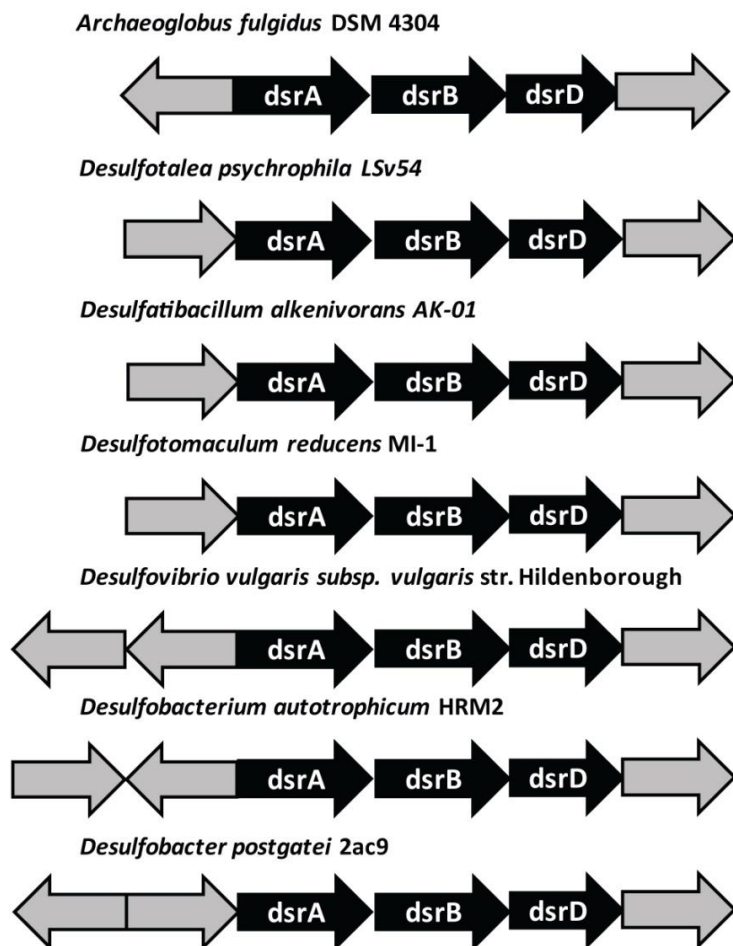 Archaeoglobus fulgidus DSM 4304
dsrA dsrB dsrD
Desulfotalea psychrophila LSv54
dsrA dsrB dsrD
Desulfatibacillum alkenivorans AK-01
dsrA dsrB dsrD
Desulfotomaculum reducens MI-1
dsrA dsrB dsrD
Desulfovibrio vulgaris subsp. vulgaris str. Hildenborough
dsrA dsrB dsrD
Desulfobacterium autotrophicum HRM2
dsrA dsrB dsrD
Desulfobacter postgatei 2ac9
dsrA dsrB dsrD